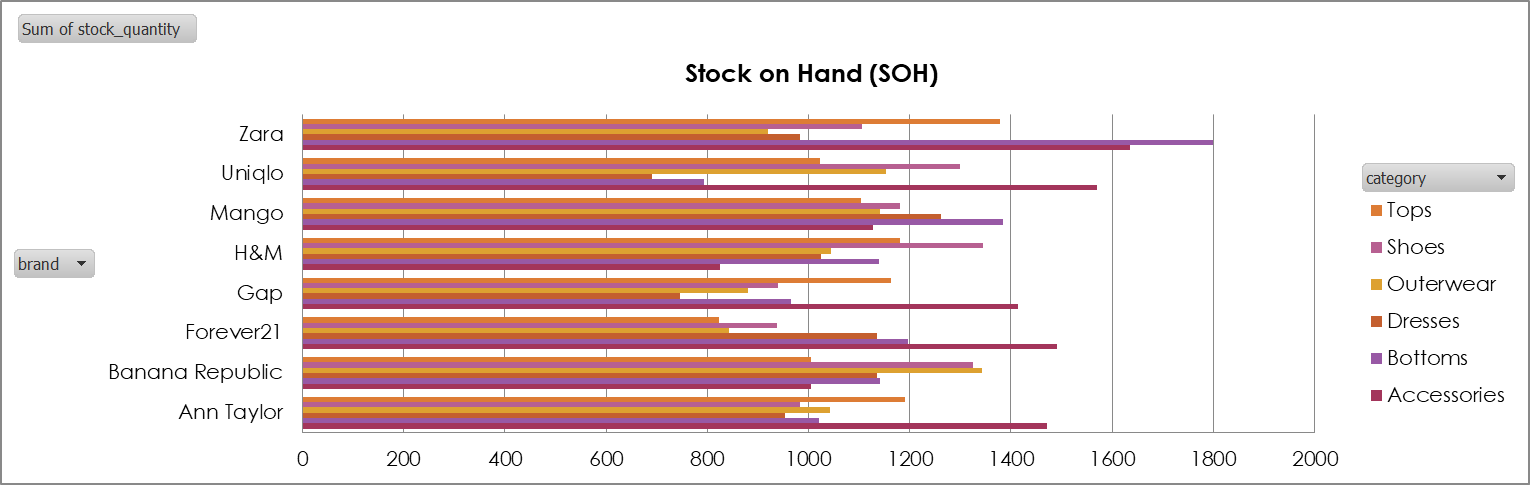 Sum of stock_quantity
Stock on Hand (SOH)
Zara
Uniqlo
Mango
H&M
Gap
Forever21
Banana Republic
Ann Taylor
brand
0 200 400 600 800 1000 1200 1400 1600 1800 2000
category
Tops
Shoes
Outerwear
Dresses
Bottoms
Accessories